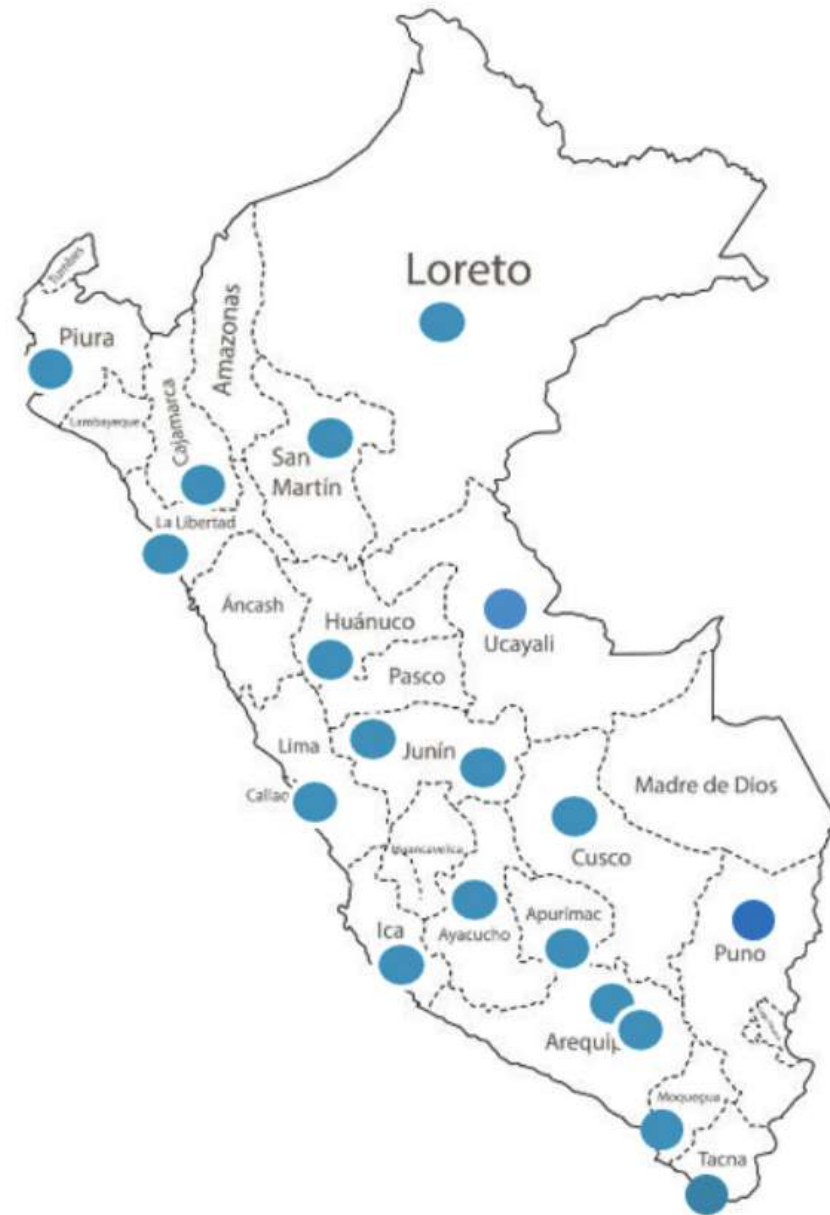 Loreto
Tumbes
Piura
Amazonas
Lambayeque
Cajamarca
San
Martín
La Libertad
Áncash
Huánuco
Ucayali
Pasco
Lima
Junín
Callao
Madre de Dios
Huancavelica
Cusco
Ica
Ayacucho
Apurímac
Puno
Arequip
Moquegua
Tacna